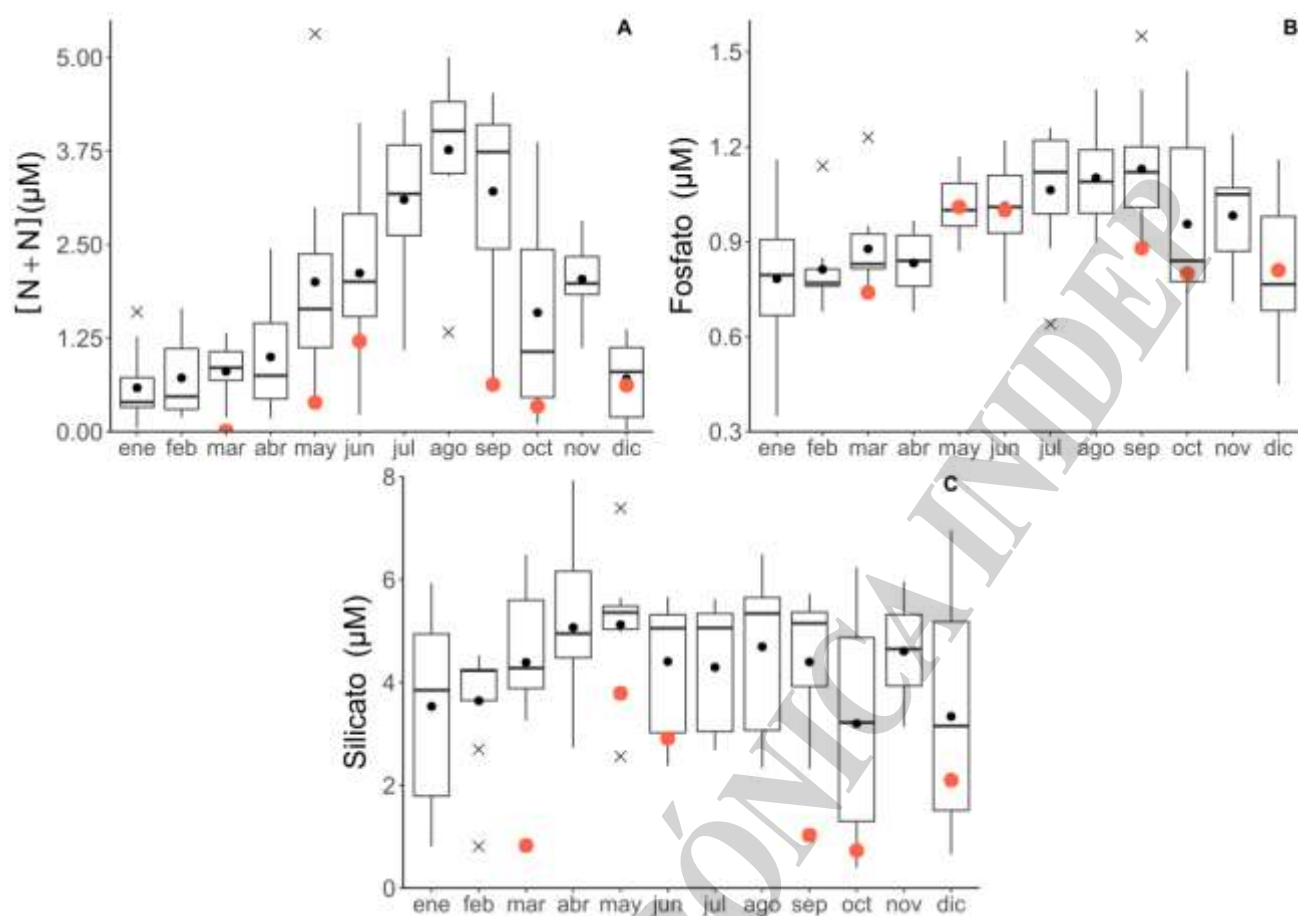 A
[N + N](µM)
5.00
3.75
2.50
1.25
0.00
ene feb mar abr may jun jul ago sep oct nov dic
B
Fosfato (µM)
1.5
1.2
0.9
0.6
0.3
ene feb mar abr may jun jul ago sep oct nov dic
C
Silicato (µM)
8
6
4
2
0
ene feb mar abr may jun jul ago sep oct nov dic
ÓNICA INIDEP